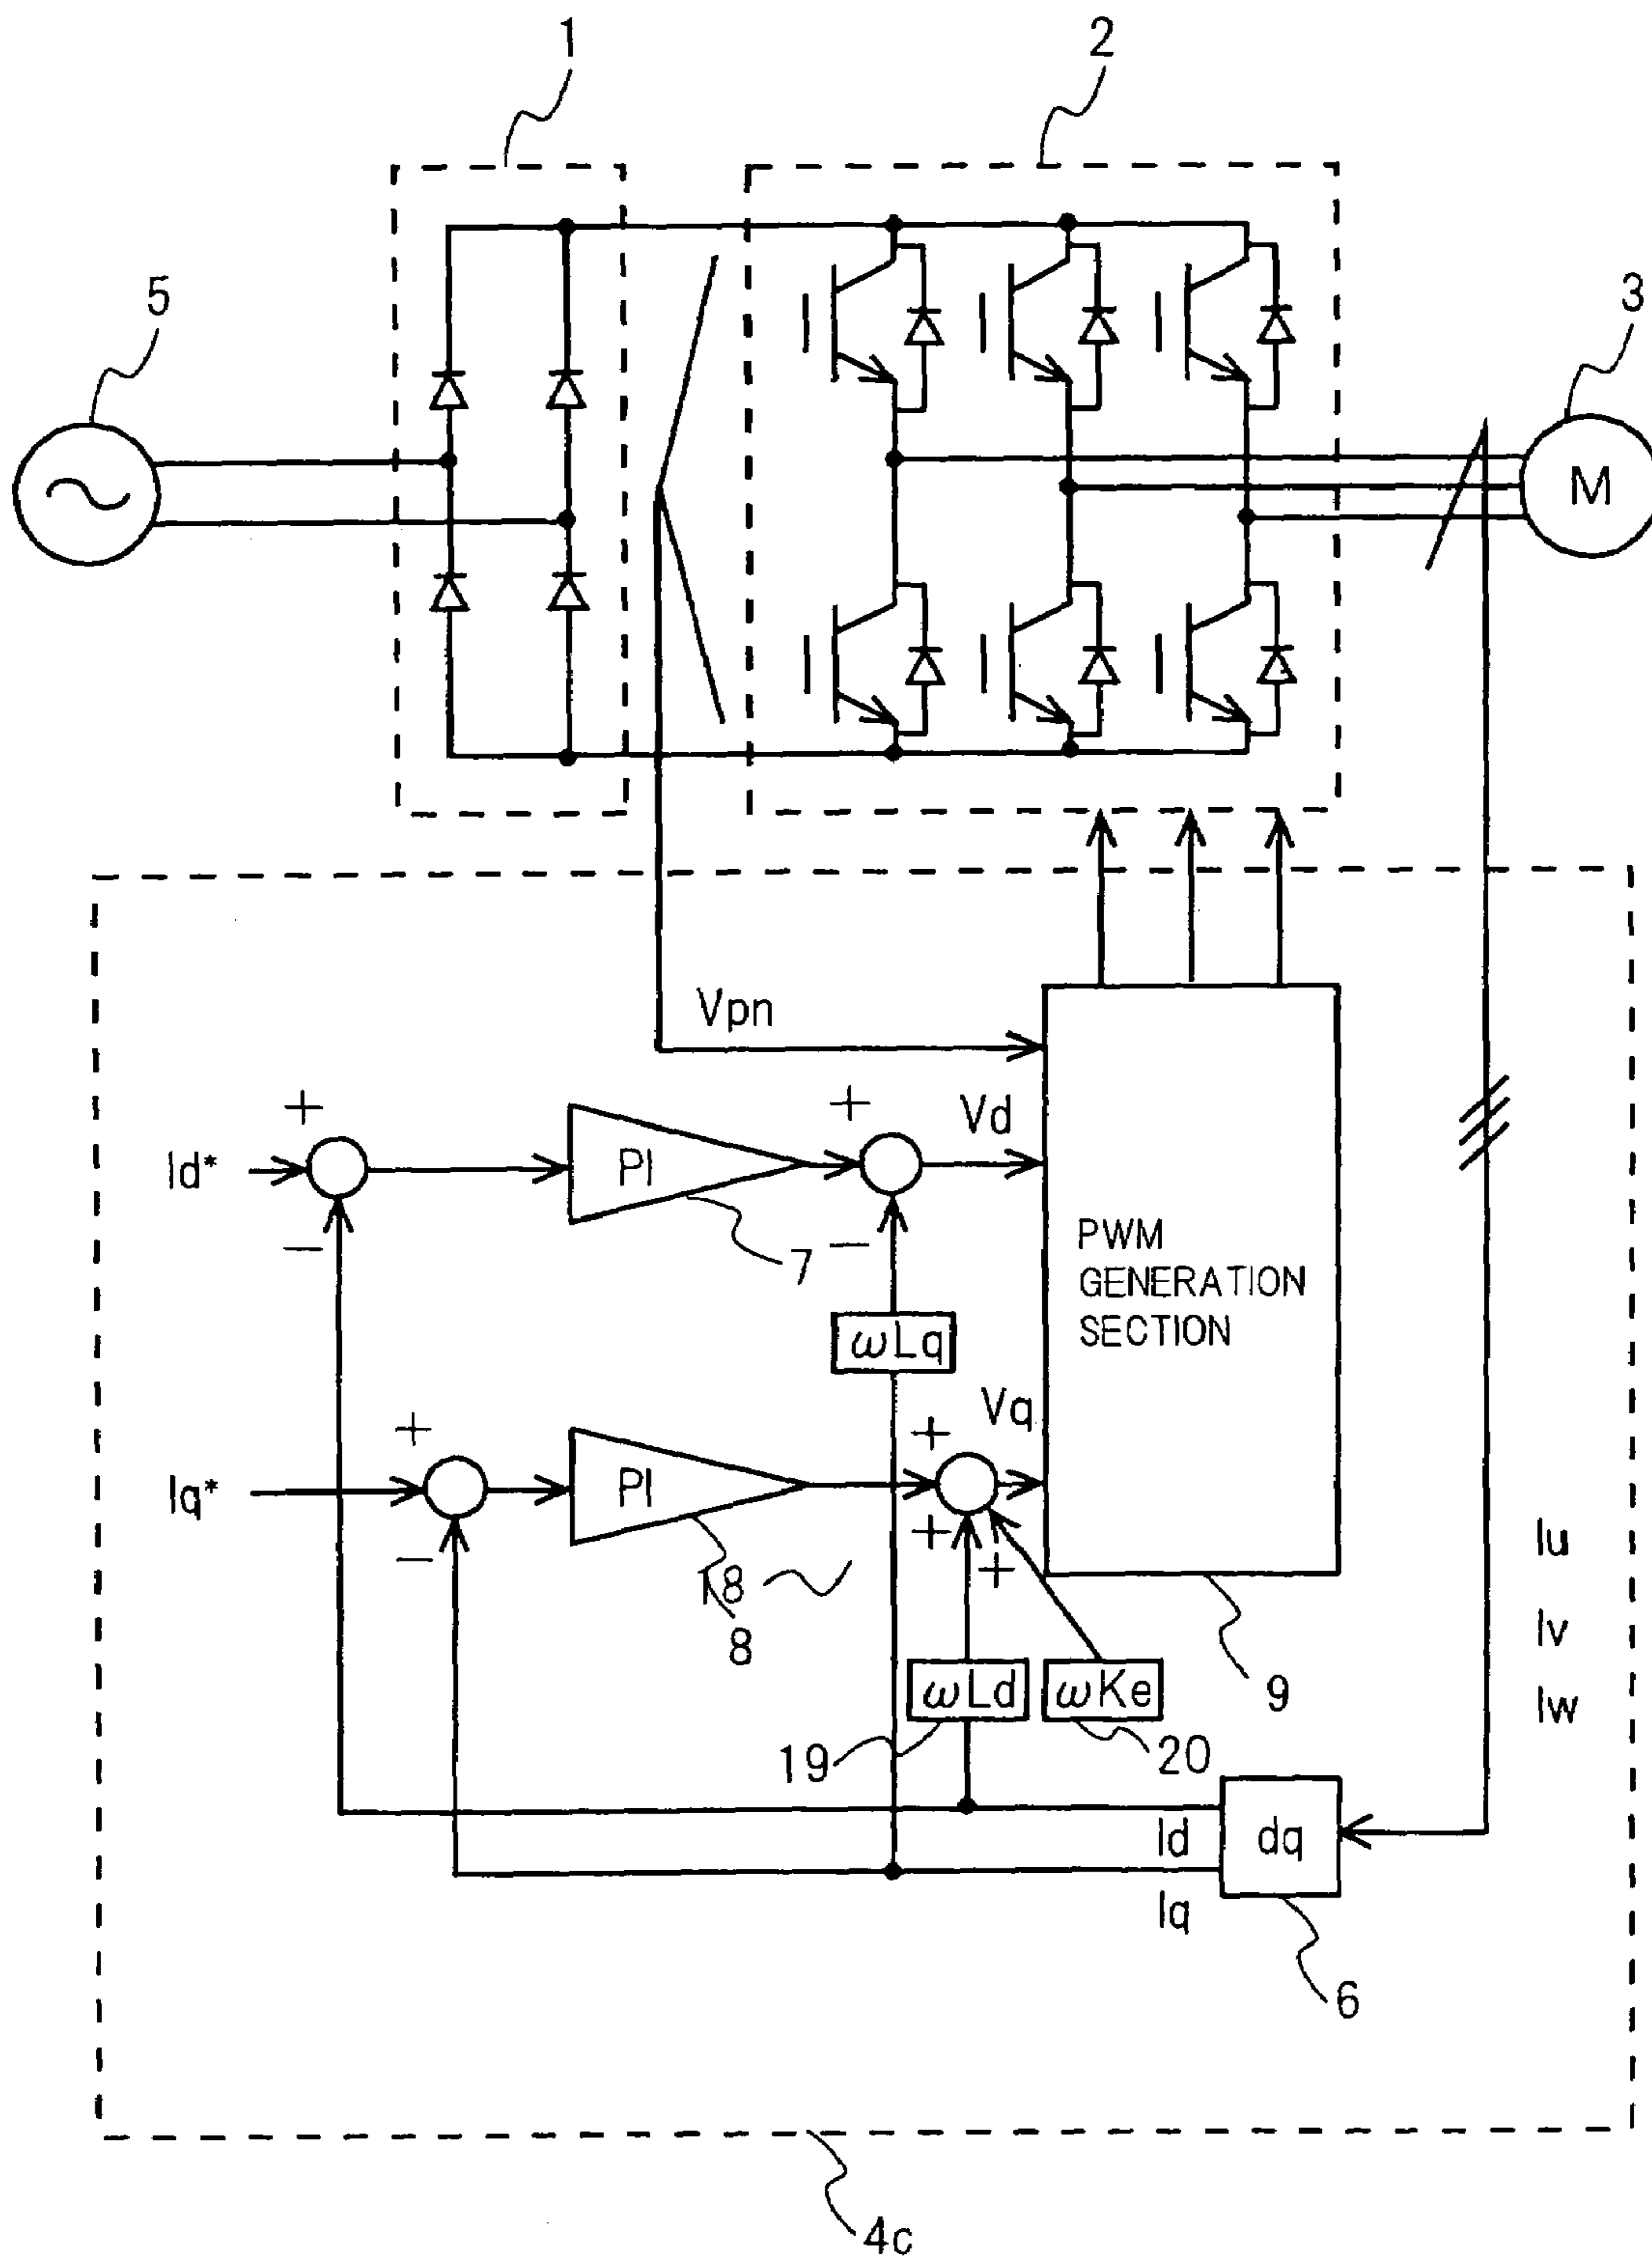 1
2
5
3
M
Vpn
+
+
Vd
Id*
PI
−
7
−
PWM
GENERATION
SECTION
ωLq
Vq
+
+
Iq*
PI
−
+
+
18
8
Iu
Iv
Iw
ωLd
ωKe
9
19
20
Id
dq
Iq
6
4c